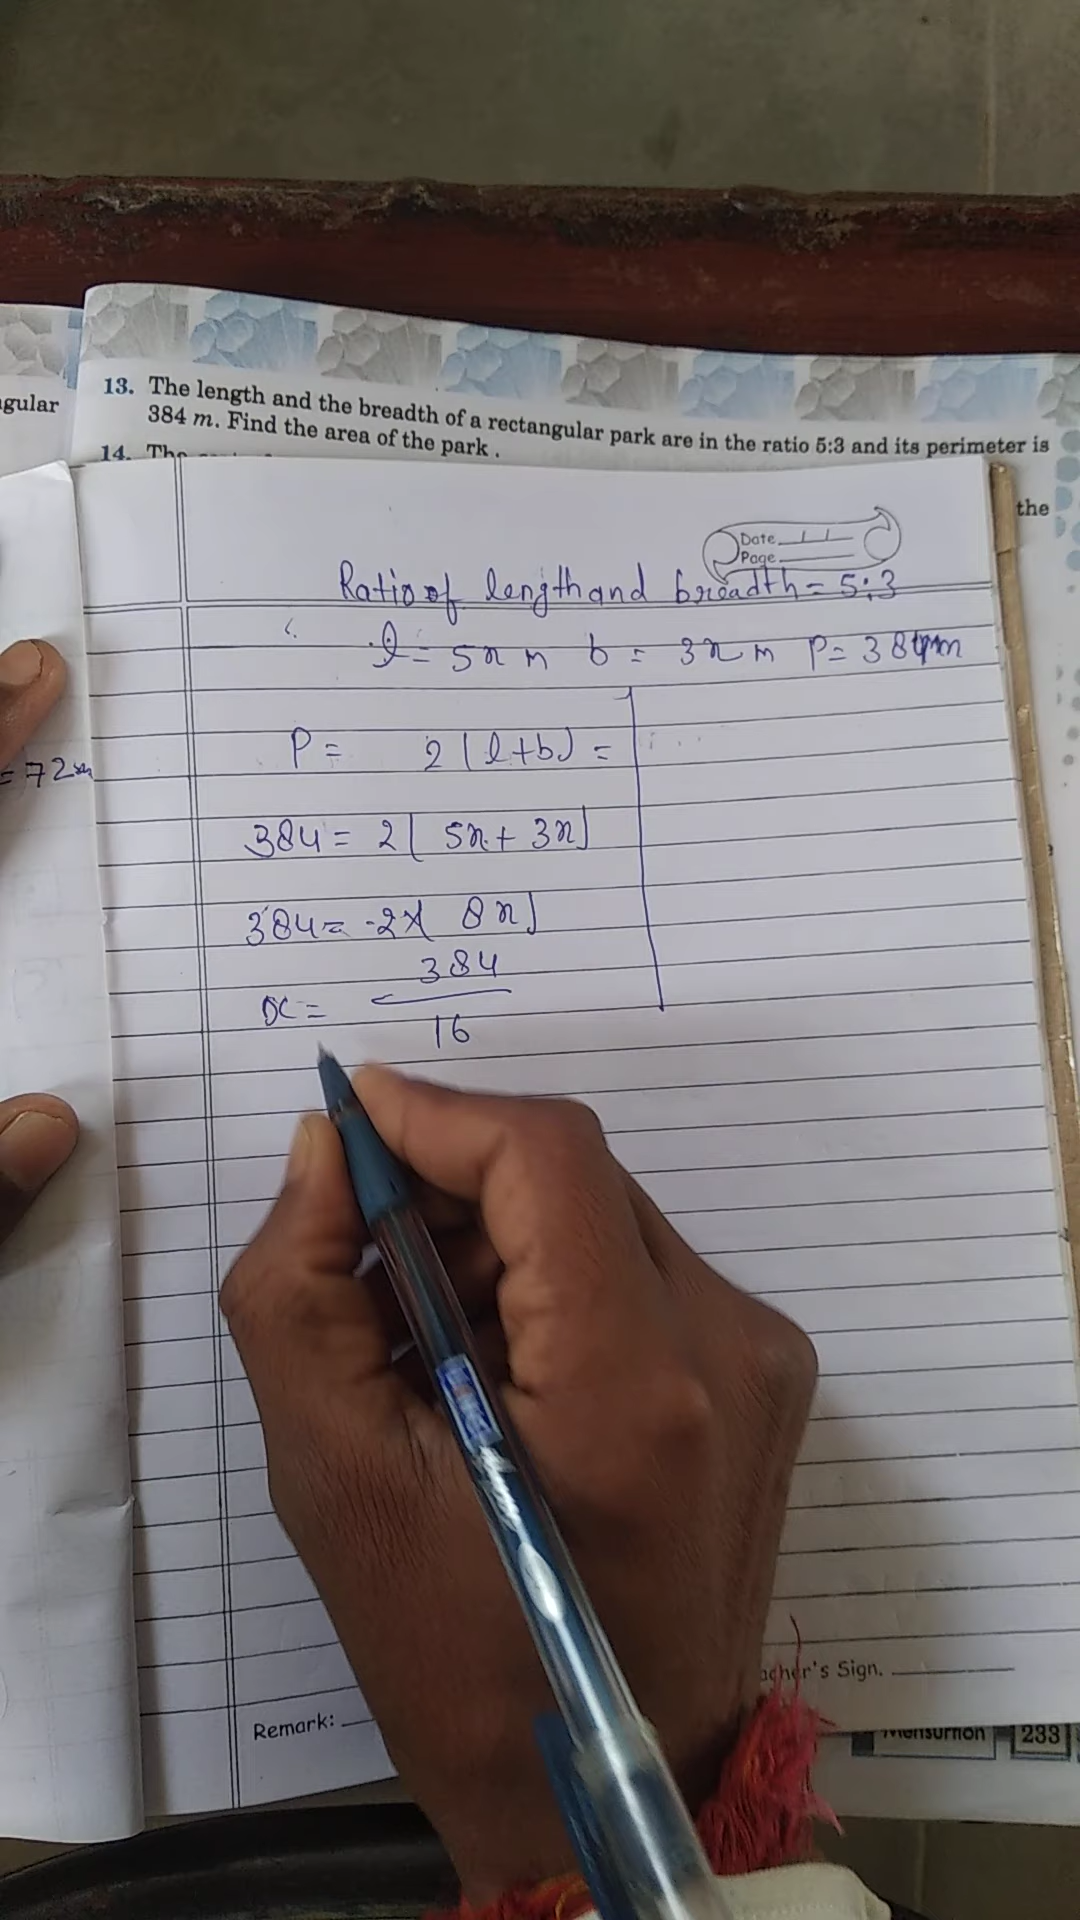 gular
13. The length and the breadth of a rectangular park are in the ratio 5:3 and its perimeter is
384 m. Find the area of the park .
14.
the
Date
Page
Ratio of length and breadth = 5:3
l = 5x m b = 3x m P = 384m
P = 2(l+b) =
= 72m
384 = 2[ 5x + 3x]
384 = 2x[ 8x]
x = 384
16
Teacher's Sign.
Remark:
Mensuration 233